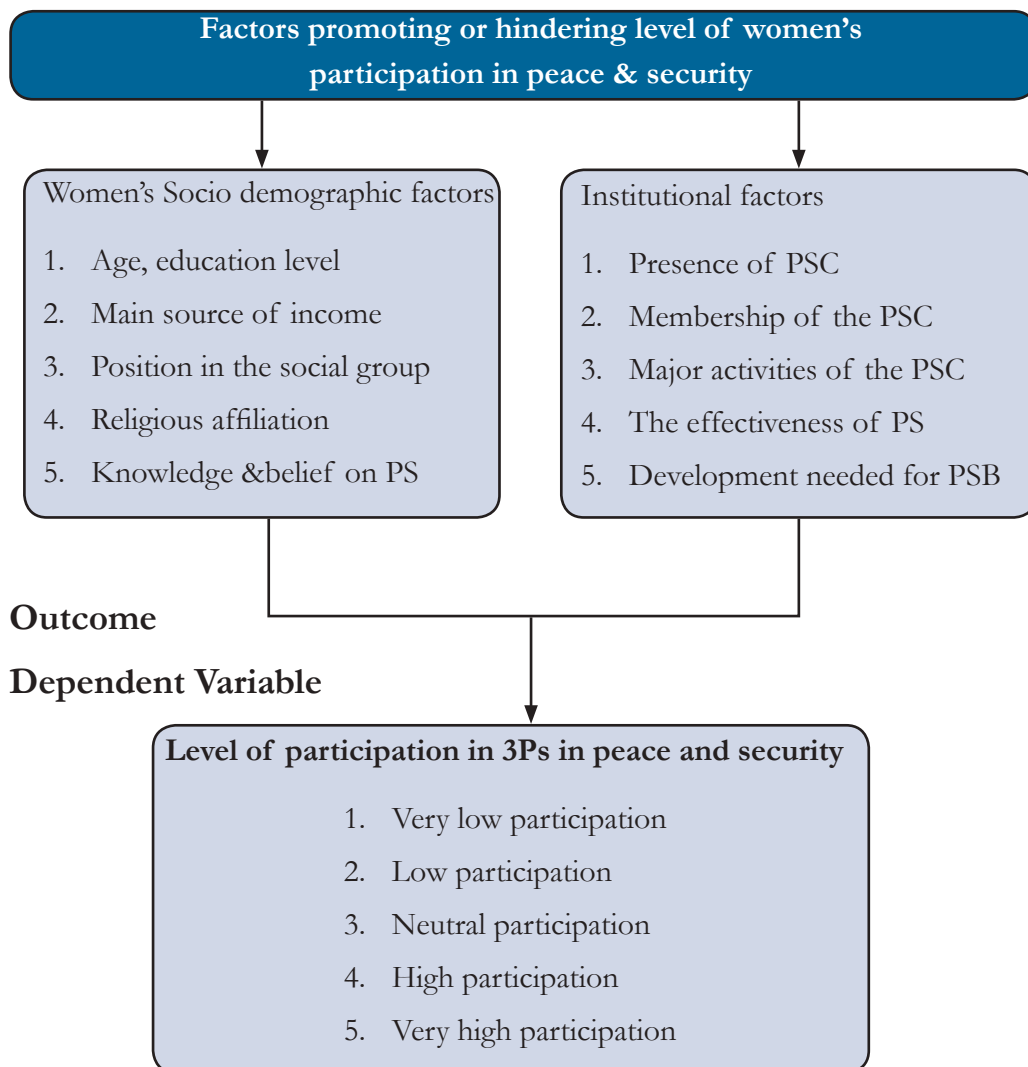 Factors promoting or hindering level of women’s
participation in peace & security
Women’s Socio demographic factors
1. Age, education level
2. Main source of income
3. Position in the social group
4. Religious affiliation
5. Knowledge &belief on PS
Institutional factors
1. Presence of PSC
2. Membership of the PSC
3. Major activities of the PSC
4. The effectiveness of PS
5. Development needed for PSB
Outcome
Dependent Variable
Level of participation in 3Ps in peace and security
1. Very low participation
2. Low participation
3. Neutral participation
4. High participation
5. Very high participation